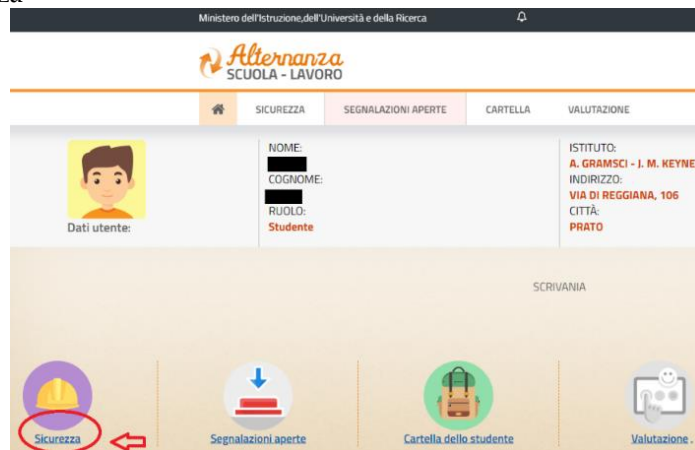 Ministero dell'Istruzione,dell'Università e della Ricerca
Alternanza
SCUOLA - LAVORO
SICUREZZA SEGNALAZIONI APERTE CARTELLA VALUTAZIONE
NOME:
COGNOME:
RUOLO:
Studente
Dati utente:
ISTITUTO:
A. GRAMSCI - J. M. KEYNE
INDIRIZZO:
VIA DI REGGIANA, 106
CITTÀ:
PRATO
SCRIVANIA
Sicurezza Segnalazioni aperte Cartella dello studente Valutazione .